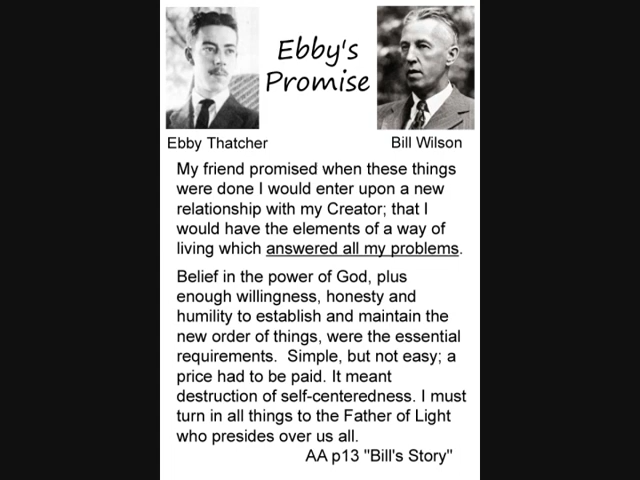 Ebby's
Promise
Ebby Thatcher
Bill Wilson
My friend promised when these things
were done I would enter upon a new
relationship with my Creator; that I
would have the elements of a way of
living which answered all my problems.
Belief in the power of God, plus
enough willingness, honesty and
humility to establish and maintain the
new order of things, were the essential
requirements.  Simple, but not easy; a
price had to be paid. It meant
destruction of self-centeredness. I must
turn in all things to the Father of Light
who presides over us all.
AA p13 "Bill's Story"